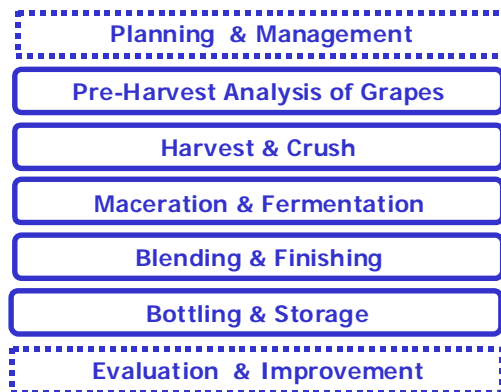 Planning & Management
Pre-Harvest Analysis of Grapes
Harvest & Crush
Maceration & Fermentation
Blending & Finishing
Bottling & Storage
Evaluation & Improvement